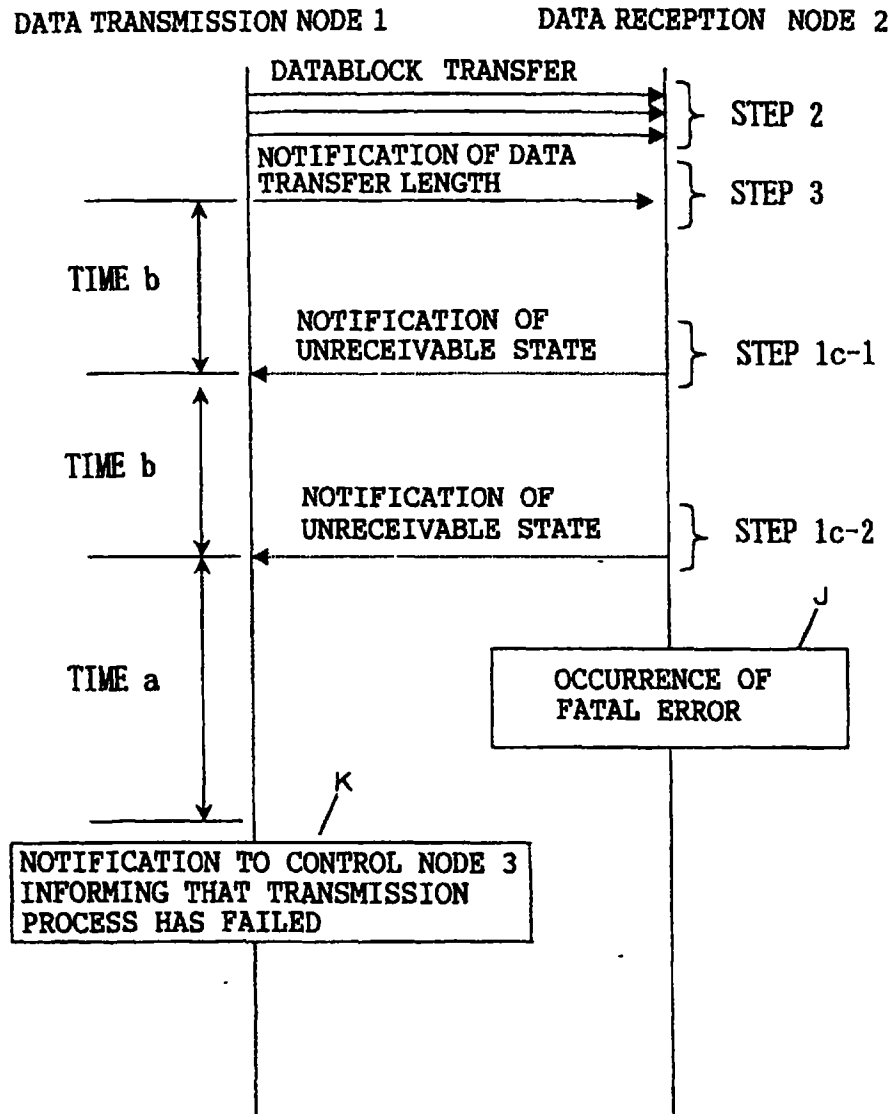 DATA TRANSMISSION NODE 1 DATA RECEPTION NODE 2
DATABLOCK TRANSFER
STEP 2
NOTIFICATION OF DATA
TRANSFER LENGTH
STEP 3
TIME b
NOTIFICATION OF
UNRECEIVABLE STATE
STEP 1c-1
TIME b
NOTIFICATION OF
UNRECEIVABLE STATE
STEP 1c-2
J
TIME a
OCCURRENCE OF
FATAL ERROR
K
NOTIFICATION TO CONTROL NODE 3
INFORMING THAT TRANSMISSION
PROCESS HAS FAILED